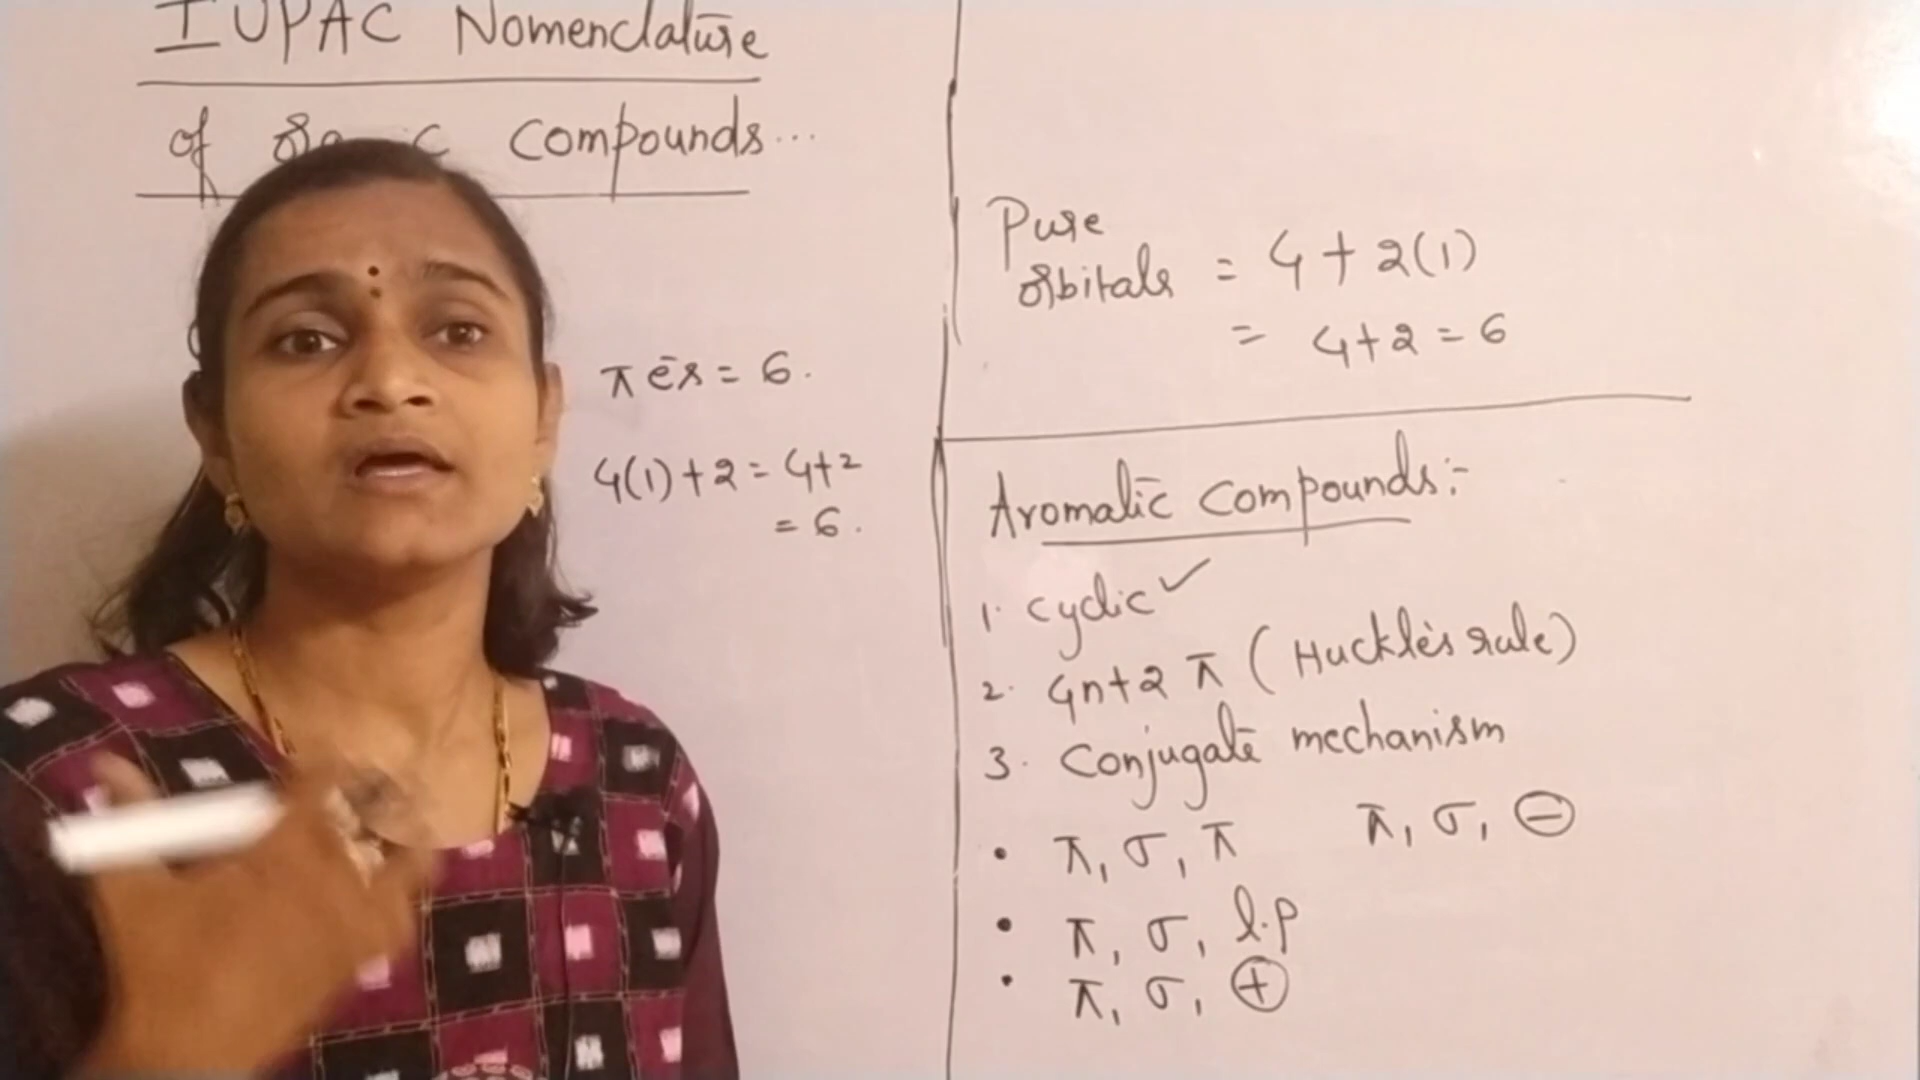 IUPAC Nomenclature
of compounds...
π ēs = 6.
4(1)+2 = 4+2
= 6.
Pure
orbitals = 4 + 2(1)
= 4+2 = 6
Aromatic Compounds:-
1. cyclic ✓
2. 4n+2 π (Huckle's rule)
3. Conjugate mechanism
• π, σ, π π, σ, ⊖
• π, σ, l.p
• π, σ, ⊕